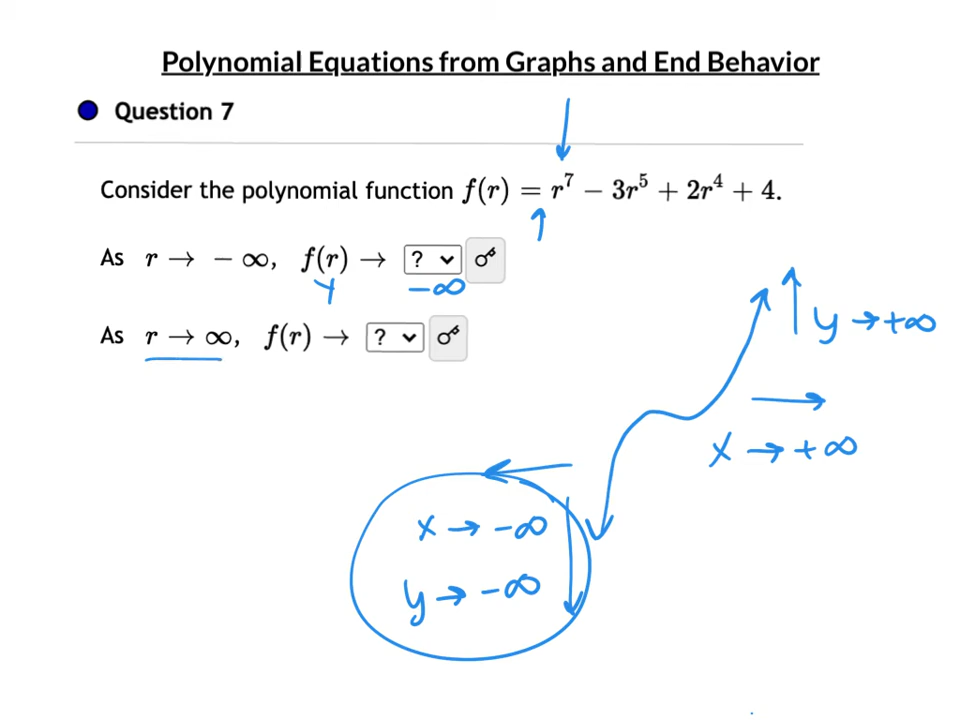 Polynomial Equations from Graphs and End Behavior
Question 7
Consider the polynomial function f(r) = r⁷ − 3r⁵ + 2r⁴ + 4.
As r → − ∞, f(r) → ?
y −∞
As r → ∞, f(r) → ?
y → +∞
x → +∞
x → −∞
y → −∞